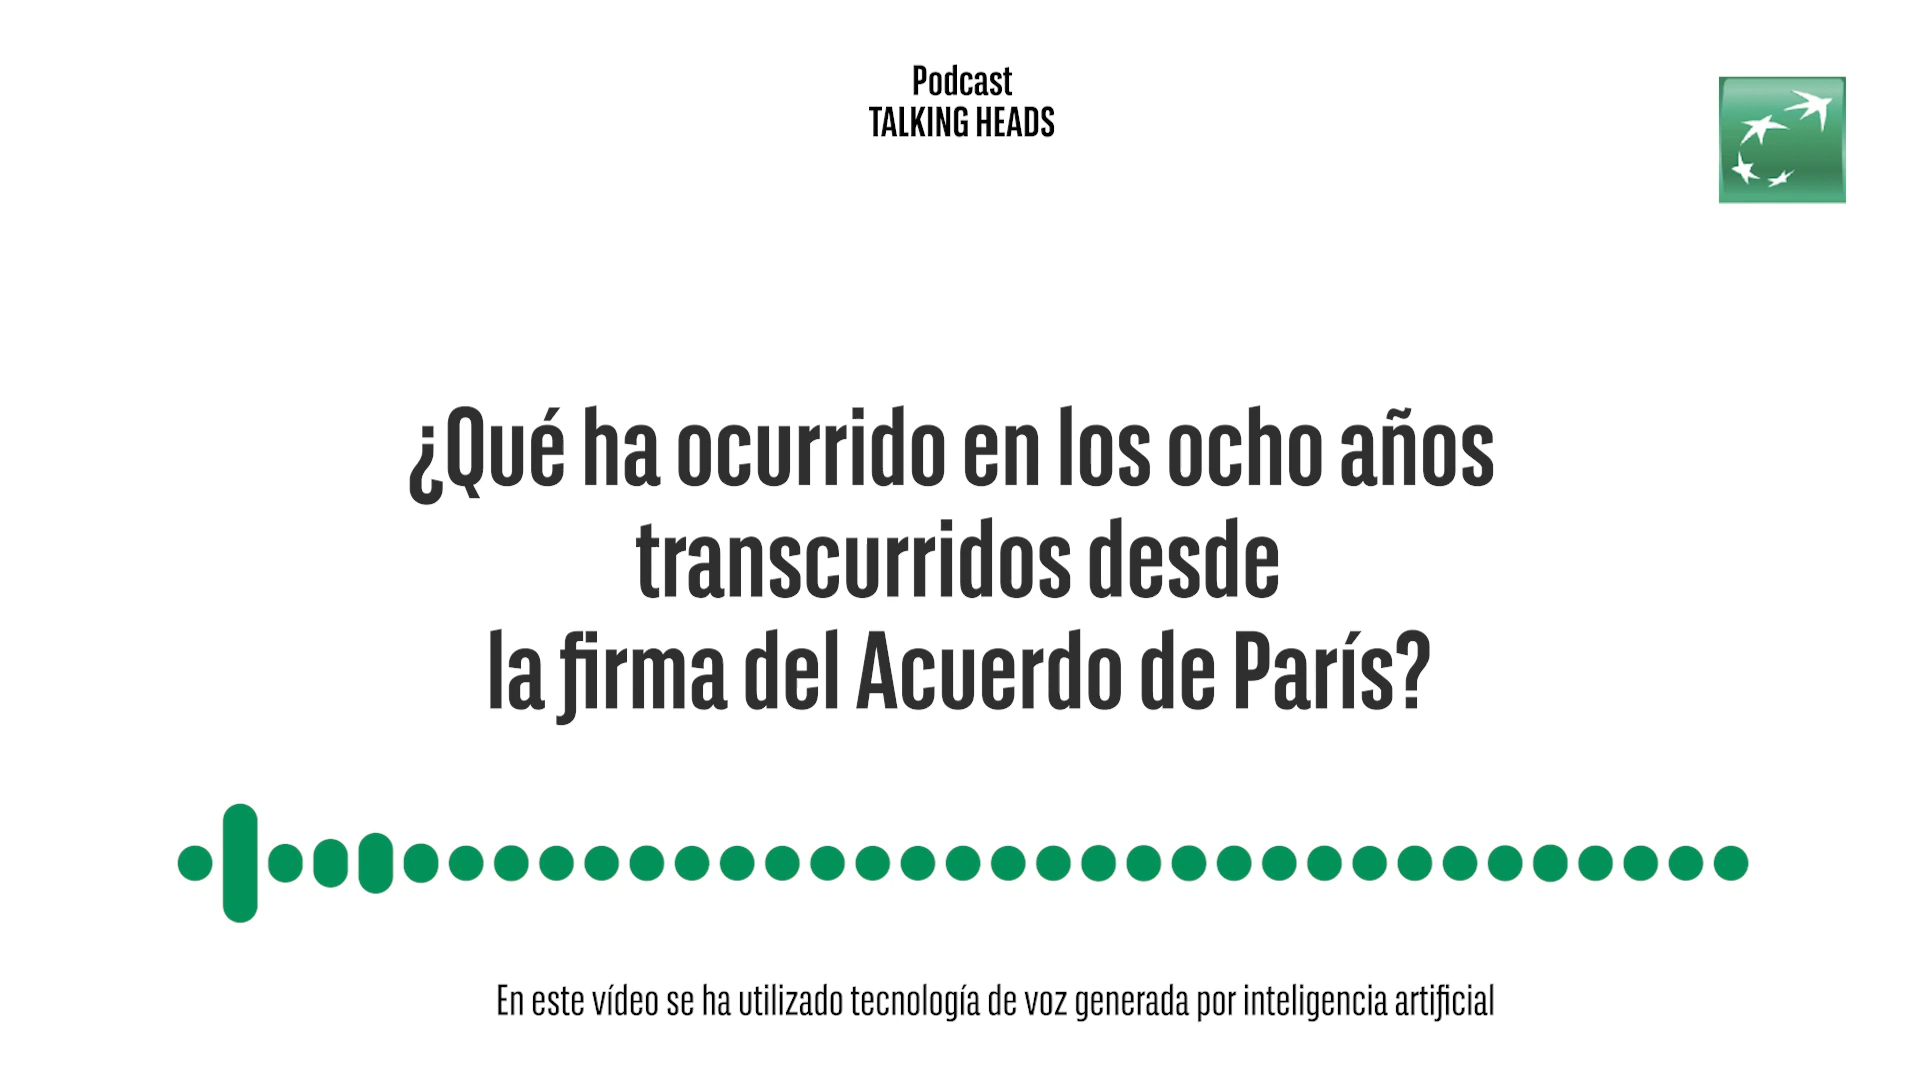 Podcast
TALKING HEADS
¿Qué ha ocurrido en los ocho años
transcurridos desde
la firma del Acuerdo de París?
En este vídeo se ha utilizado tecnología de voz generada por inteligencia artificial